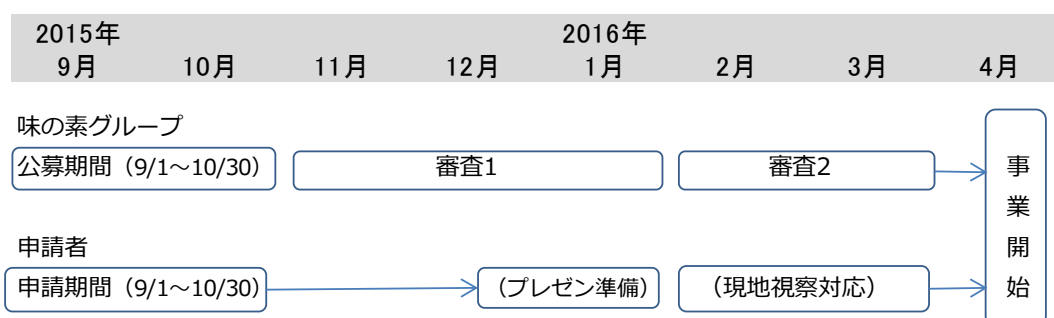 2015年 2016年
9月 10月 11月 12月 1月 2月 3月 4月
味の素グループ
公募期間（9/1～10/30） 審査1 審査2
申請者
申請期間（9/1～10/30） （プレゼン準備） （現地視察対応）
事業開始